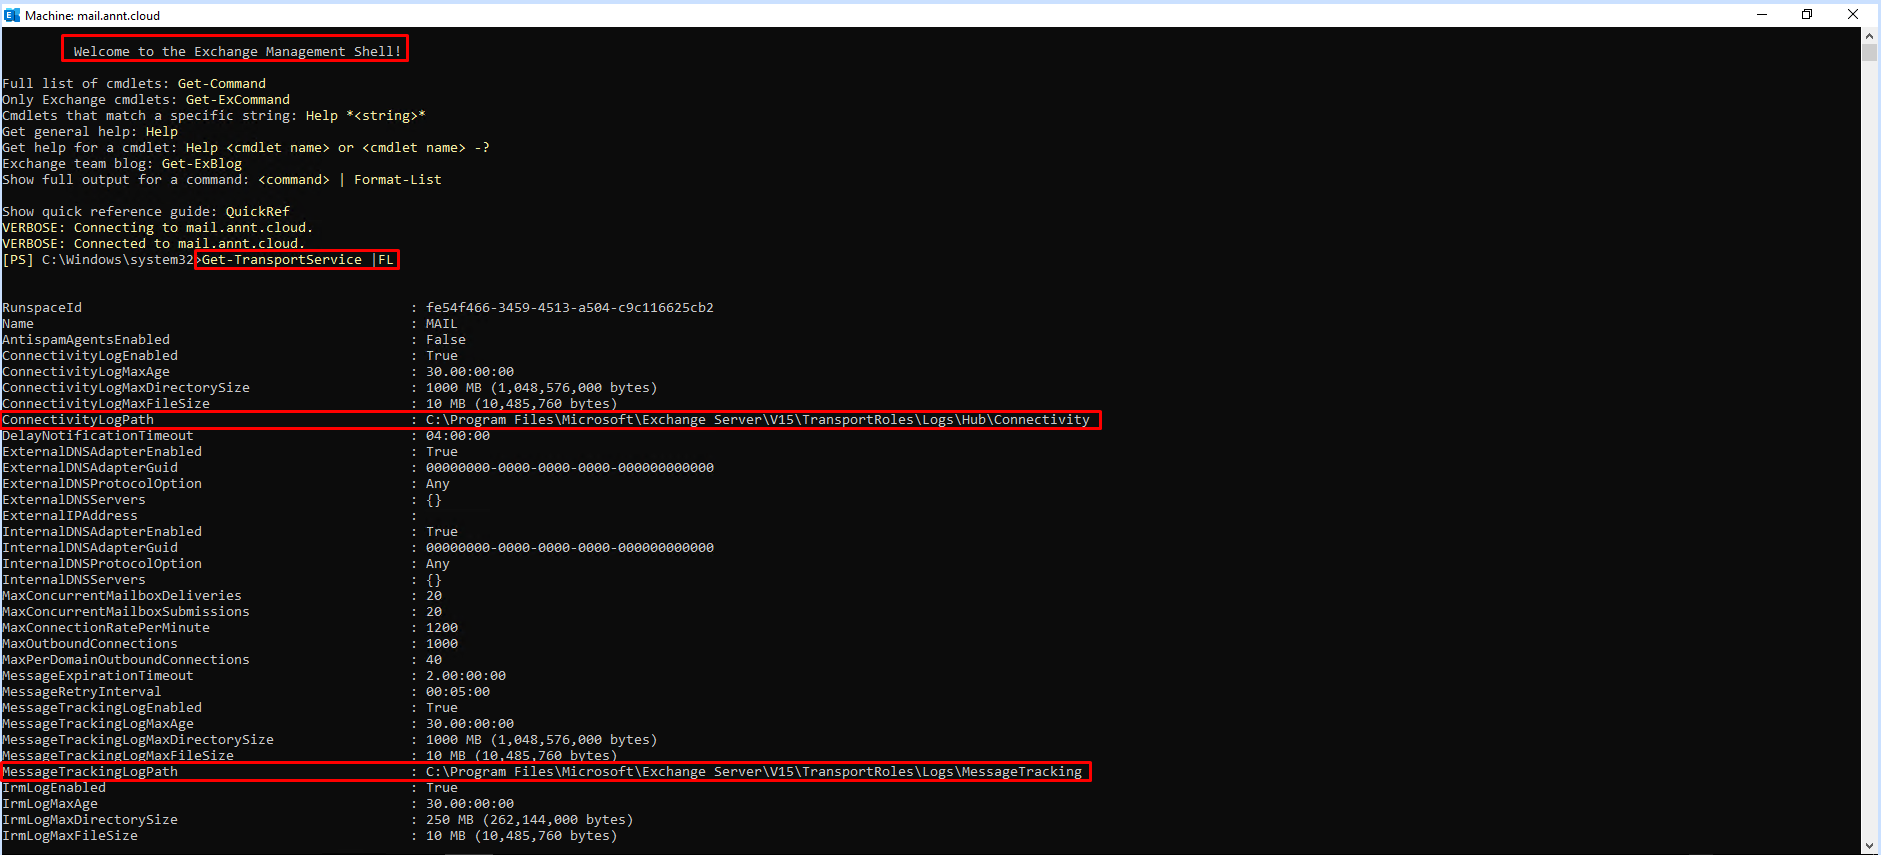 Machine: mail.annt.cloud
Welcome to the Exchange Management Shell!
Full list of cmdlets: Get-Command
Only Exchange cmdlets: Get-ExCommand
Cmdlets that match a specific string: Help *<string>*
Get general help: Help
Get help for a cmdlet: Help <cmdlet name> or <cmdlet name> -?
Exchange team blog: Get-ExBlog
Show full output for a command: <command> | Format-List
Show quick reference guide: QuickRef
VERBOSE: Connecting to mail.annt.cloud.
VERBOSE: Connected to mail.annt.cloud.
[PS] C:\Windows\system32>Get-TransportService |FL
RunspaceId : fe54f466-3459-4513-a504-c9c116625cb2
Name : MAIL
AntispamAgentsEnabled : False
ConnectivityLogEnabled : True
ConnectivityLogMaxAge : 30.00:00:00
ConnectivityLogMaxDirectorySize : 1000 MB (1,048,576,000 bytes)
ConnectivityLogMaxFileSize : 10 MB (10,485,760 bytes)
ConnectivityLogPath : C:\Program Files\Microsoft\Exchange Server\V15\TransportRoles\Logs\Hub\Connectivity
DelayNotificationTimeout : 04:00:00
ExternalDNSAdapterEnabled : True
ExternalDNSAdapterGuid : 00000000-0000-0000-0000-000000000000
ExternalDNSProtocolOption : Any
ExternalDNSServers : {}
ExternalIPAddress :
InternalDNSAdapterEnabled : True
InternalDNSAdapterGuid : 00000000-0000-0000-0000-000000000000
InternalDNSProtocolOption : Any
InternalDNSServers : {}
MaxConcurrentMailboxDeliveries : 20
MaxConcurrentMailboxSubmissions : 20
MaxConnectionRatePerMinute : 1200
MaxOutboundConnections : 1000
MaxPerDomainOutboundConnections : 40
MessageExpirationTimeout : 2.00:00:00
MessageRetryInterval : 00:05:00
MessageTrackingLogEnabled : True
MessageTrackingLogMaxAge : 30.00:00:00
MessageTrackingLogMaxDirectorySize : 1000 MB (1,048,576,000 bytes)
MessageTrackingLogMaxFileSize : 10 MB (10,485,760 bytes)
MessageTrackingLogPath : C:\Program Files\Microsoft\Exchange Server\V15\TransportRoles\Logs\MessageTracking
IrmLogEnabled : True
IrmLogMaxAge : 30.00:00:00
IrmLogMaxDirectorySize : 250 MB (262,144,000 bytes)
IrmLogMaxFileSize : 10 MB (10,485,760 bytes)